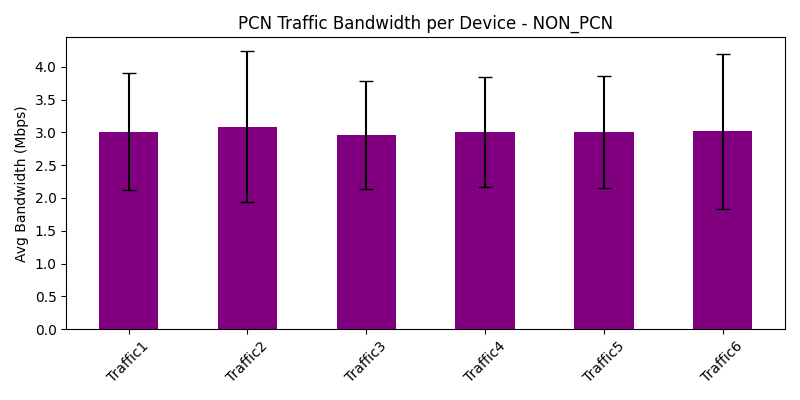 PCN Traffic Bandwidth per Device - NON_PCN
Avg Bandwidth (Mbps)
4.0
3.5
3.0
2.5
2.0
1.5
1.0
0.5
0.0
Traffic1
Traffic2
Traffic3
Traffic4
Traffic5
Traffic6